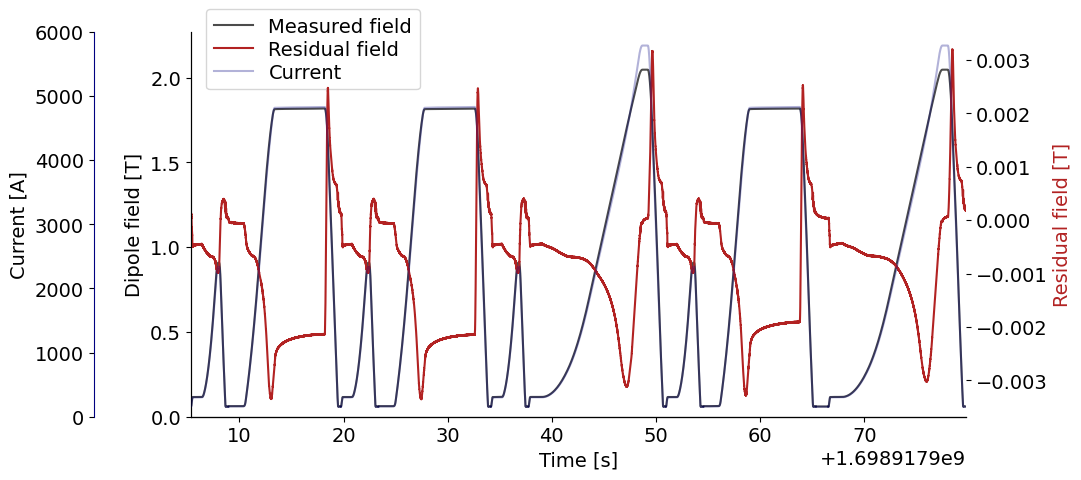 Measured field
Residual field
Current
6000
5000
4000
3000
2000
1000
0
Current [A]
2.0
1.5
1.0
0.5
0.0
Dipole field [T]
0.003
0.002
0.001
0.000
−0.001
−0.002
−0.003
Residual field [T]
10 20 30 40 50 60 70
Time [s]
+1.6989179e9